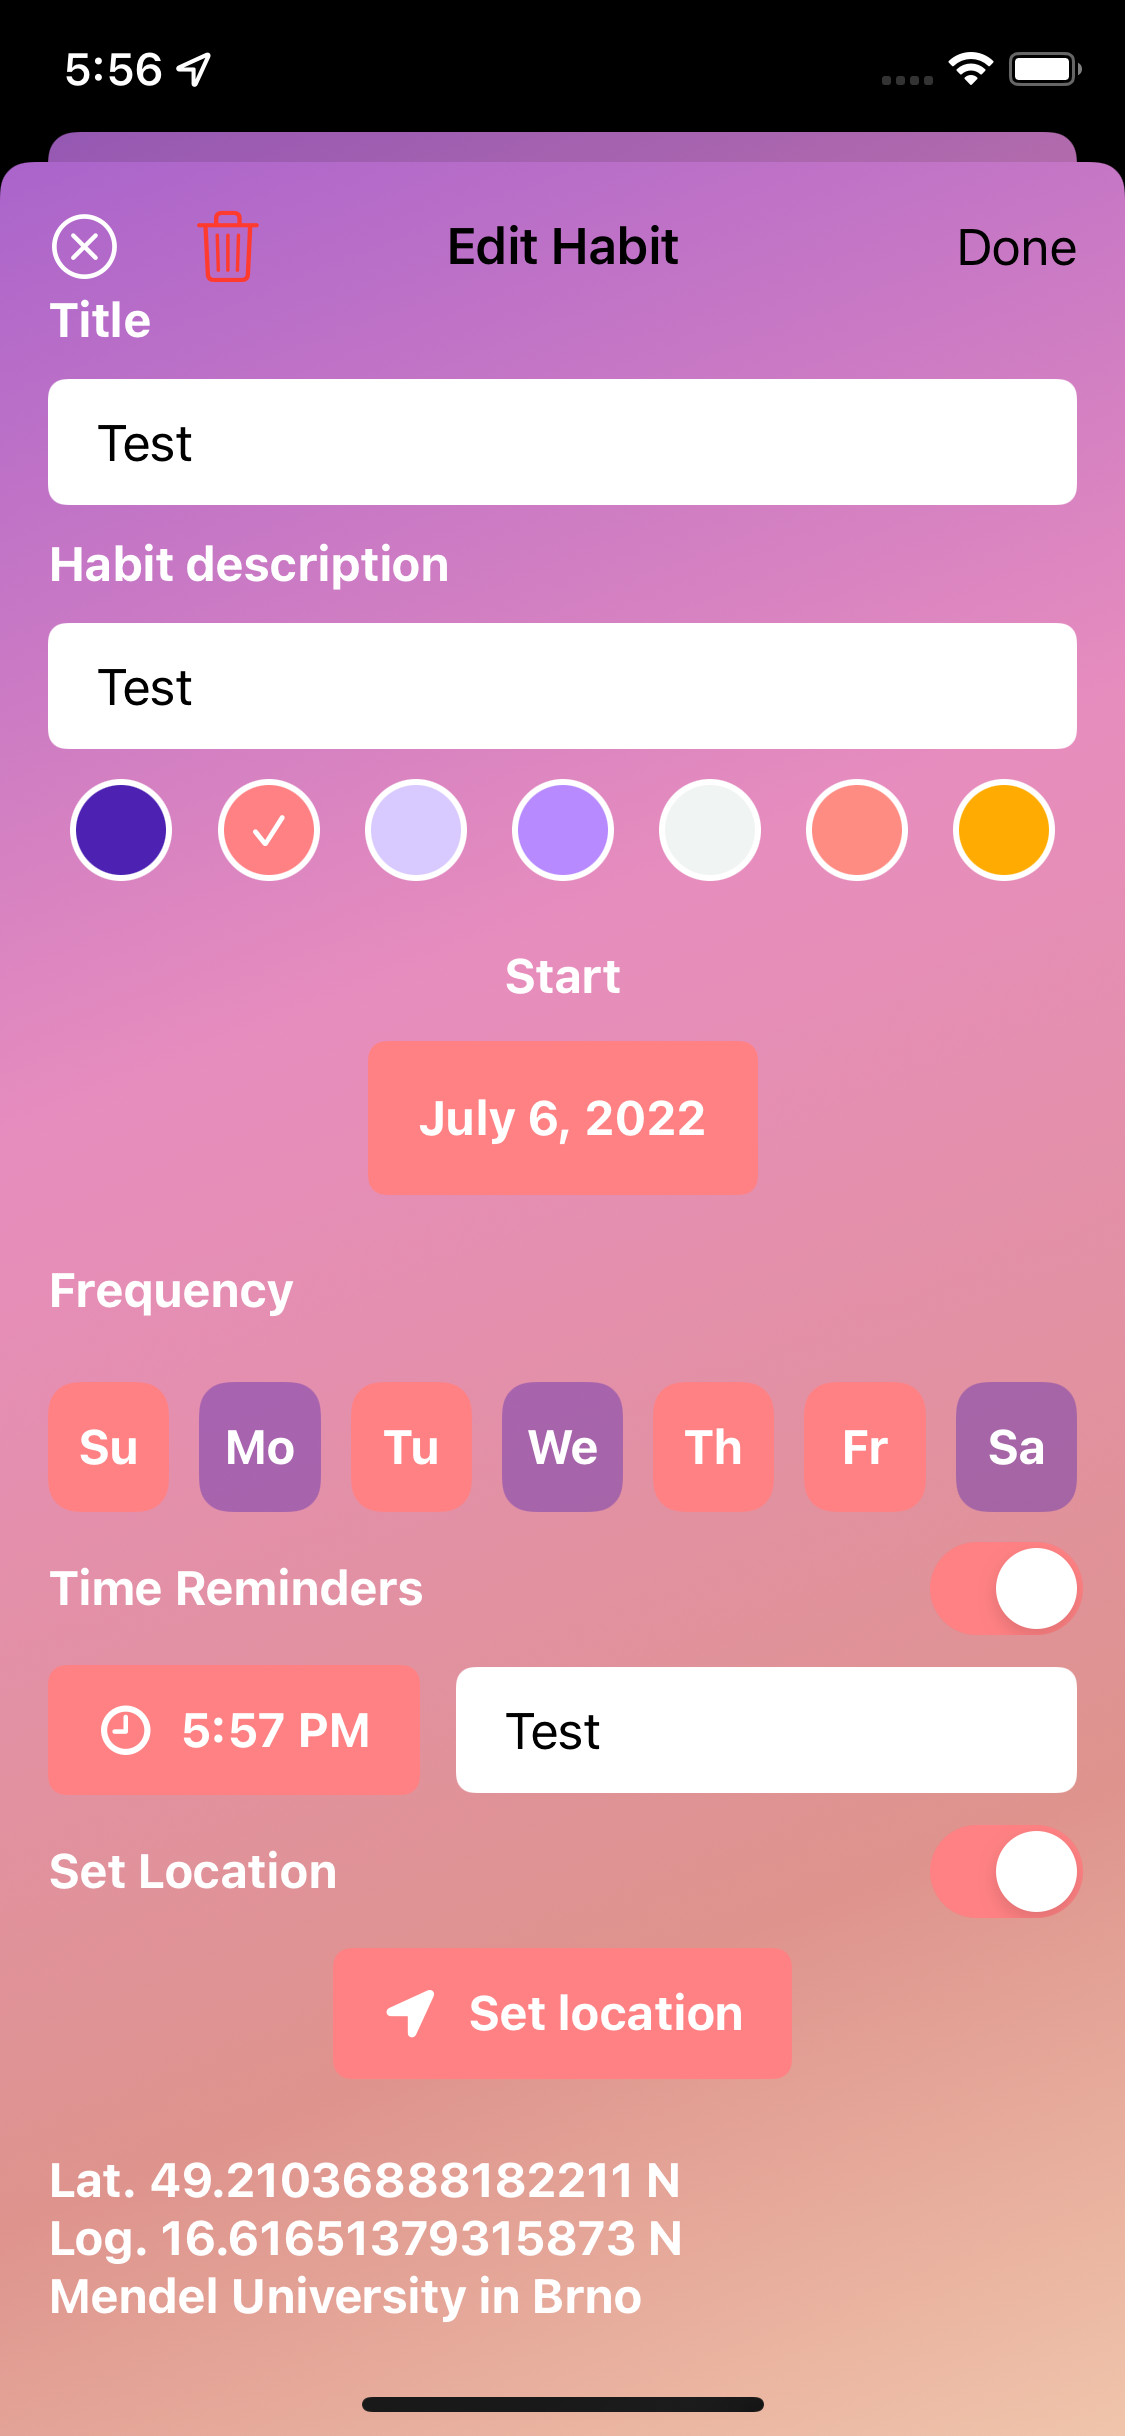 5:56
Edit Habit
Done
Title
Test
Habit description
Test
Start
July 6, 2022
Frequency
Su Mo Tu We Th Fr Sa
Time Reminders
5:57 PM
Test
Set Location
Set location
Lat. 49.21036888182211 N
Log. 16.61651379315873 N
Mendel University in Brno